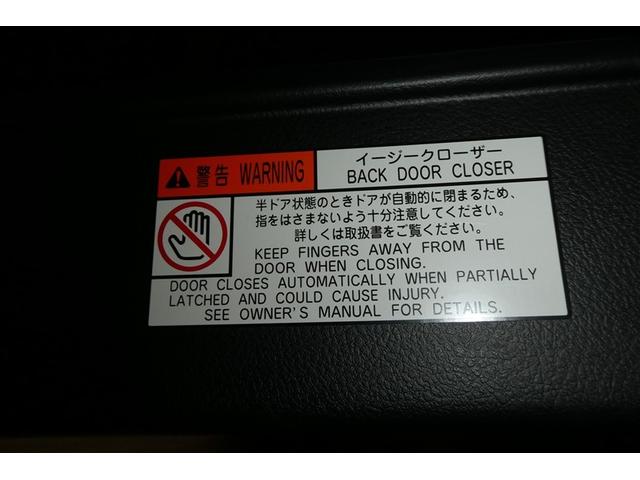 警告 WARNING
イージークローザー
BACK DOOR CLOSER
半ドア状態のときドアが自動的に閉まるため、
指をはさまないよう十分注意してください。
詳しくは取扱書をご覧ください。
KEEP FINGERS AWAY FROM THE
DOOR WHEN CLOSING.
DOOR CLOSES AUTOMATICALLY WHEN PARTIALLY
LATCHED AND COULD CAUSE INJURY.
SEE OWNER'S MANUAL FOR DETAILS.